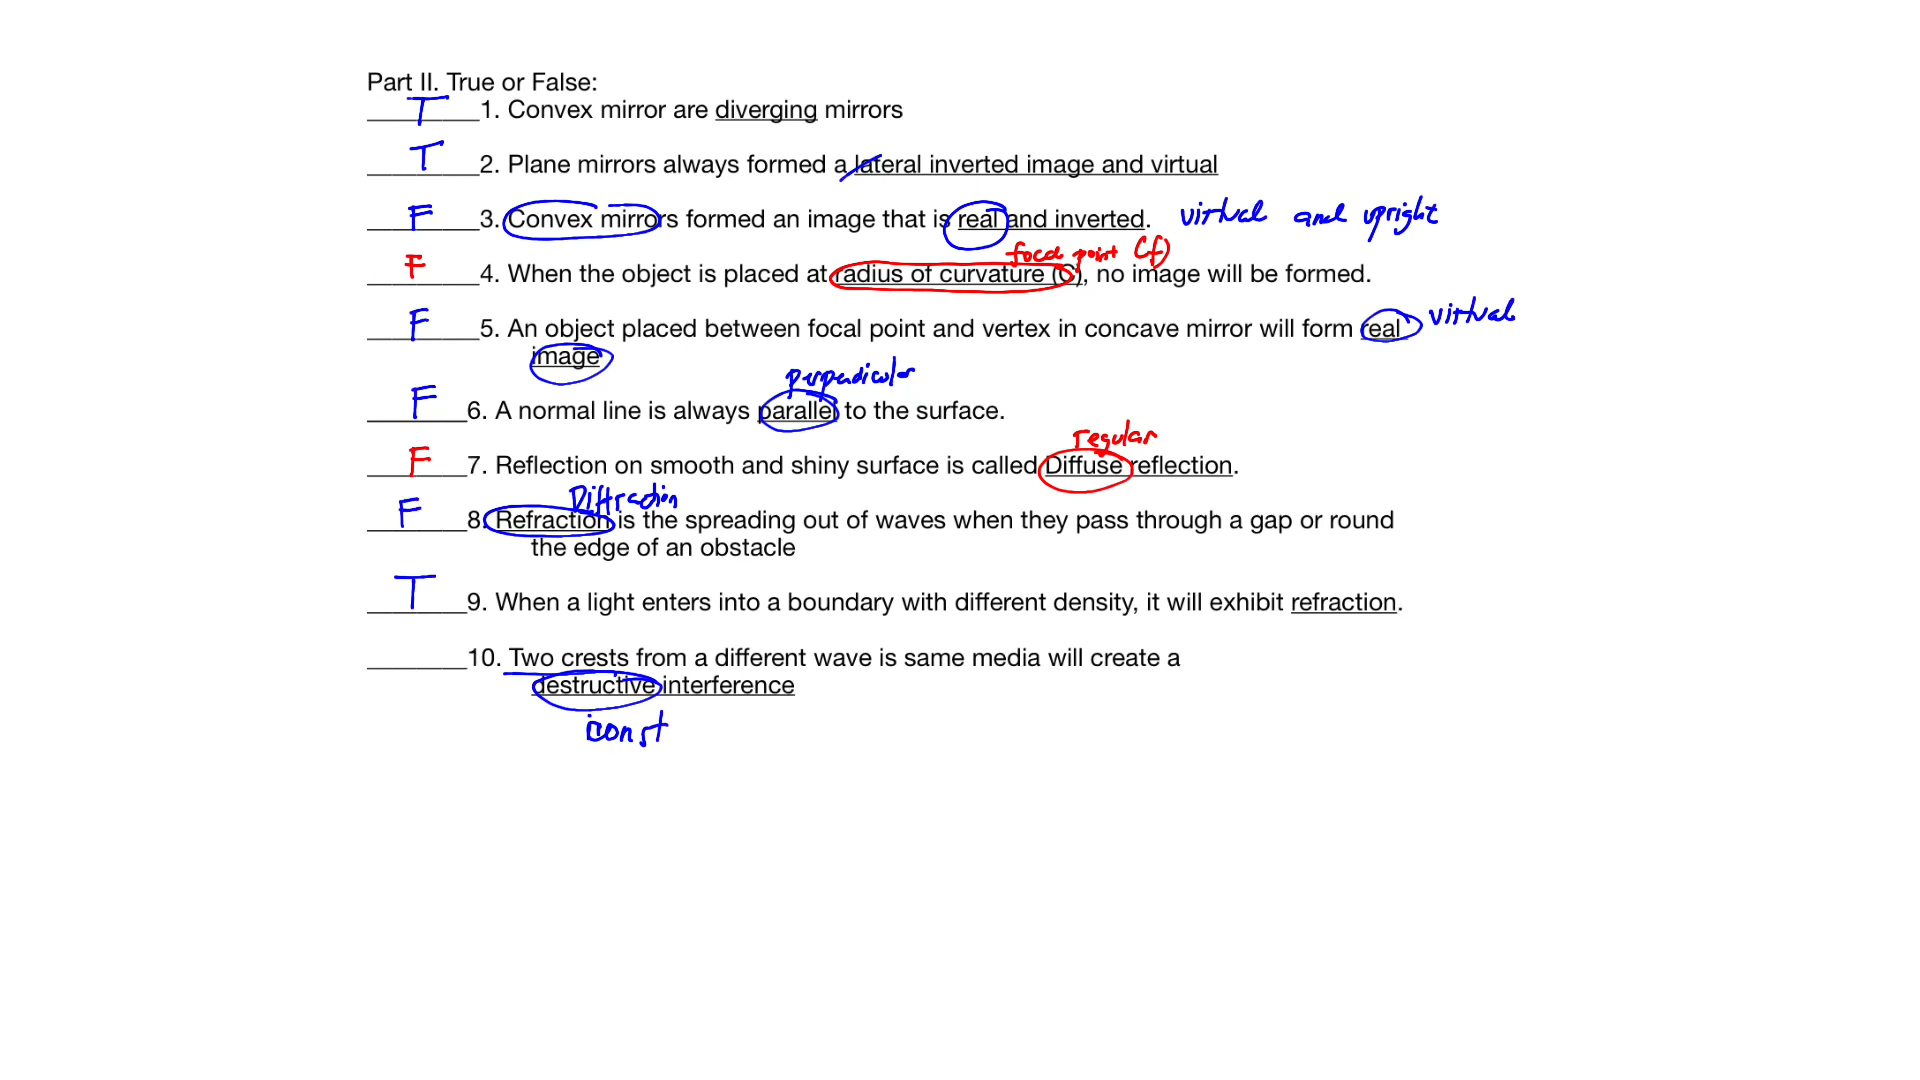 Part II. True or False:
T 1. Convex mirror are diverging mirrors
T 2. Plane mirrors always formed a lateral inverted image and virtual
F 3. Convex mirrors formed an image that is real and inverted. virtual and upright
focal point (f)
F 4. When the object is placed at radius of curvature (C), no image will be formed.
F 5. An object placed between focal point and vertex in concave mirror will form real virtual
image
perpendicular
F 6. A normal line is always parallel to the surface.
regular
F 7. Reflection on smooth and shiny surface is called Diffuse reflection.
Diffraction
F 8. Refraction is the spreading out of waves when they pass through a gap or round
the edge of an obstacle
T 9. When a light enters into a boundary with different density, it will exhibit refraction.
10. Two crests from a different wave is same media will create a
destructive interference
const